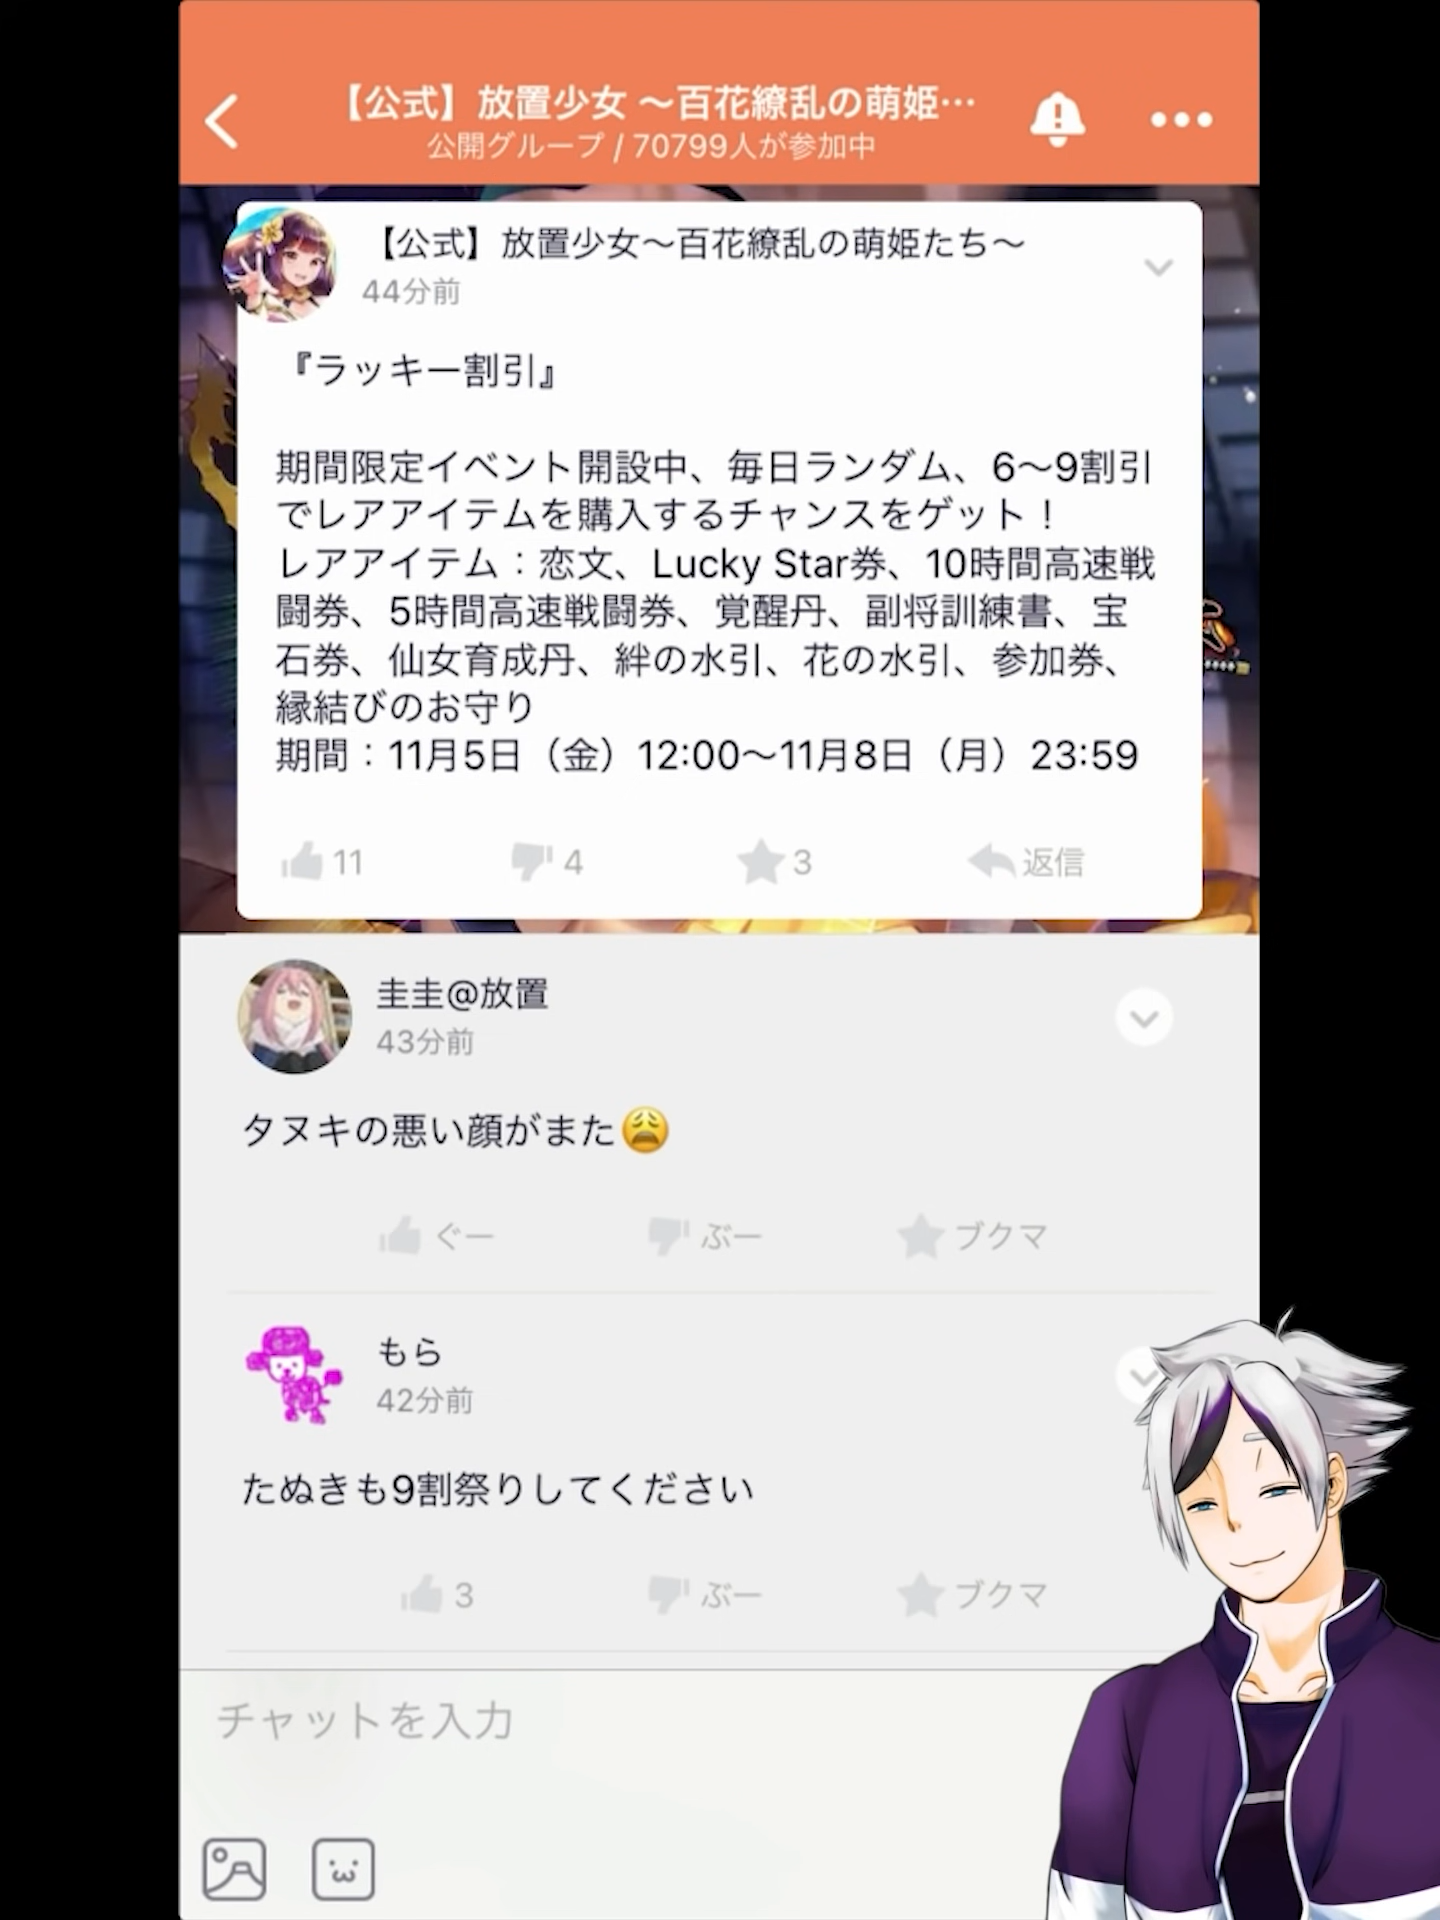 【公式】放置少女 〜百花繚乱の萌姫…
公開グループ / 70799人が参加中
【公式】放置少女〜百花繚乱の萌姫たち〜
44分前
『ラッキー割引』
期間限定イベント開設中、毎日ランダム、6〜9割引
でレアアイテムを購入するチャンスをゲット！
レアアイテム：恋文、Lucky Star券、10時間高速戦
闘券、5時間高速戦闘券、覚醒丹、副将訓練書、宝
石券、仙女育成丹、絆の水引、花の水引、参加券、
縁結びのお守り
期間：11月5日（金）12:00〜11月8日（月）23:59
11 4 3 返信
圭圭@放置
43分前
タヌキの悪い顔がまた😩
ぐー ぶー ブクマ
もら
42分前
たぬきも9割祭りしてください
3 ぶー ブクマ
チャットを入力